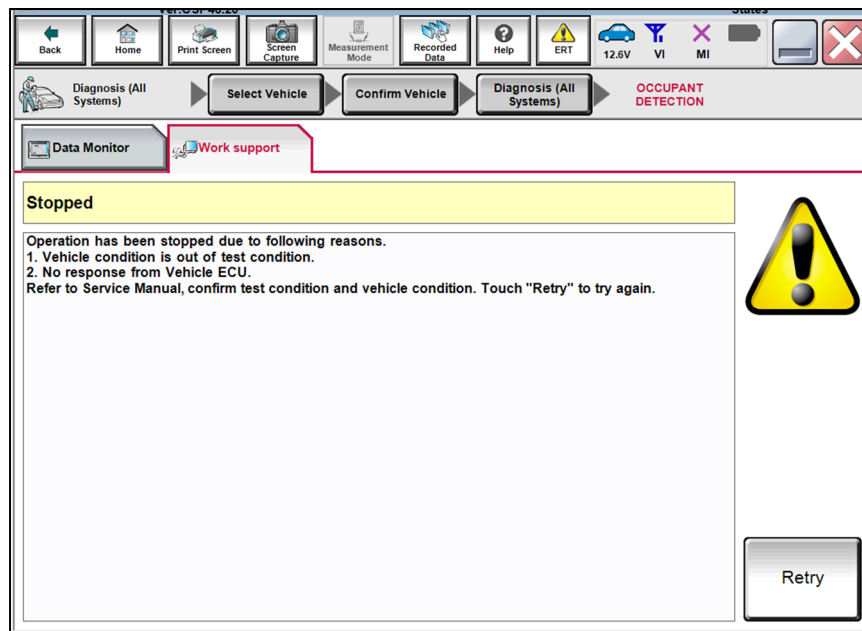 Back
Home
Print Screen
Screen
Capture
Measurement
Mode
Recorded
Data
Help
ERT
12.6V
VI
MI
Diagnosis (All
Systems)
Select Vehicle
Confirm Vehicle
Diagnosis (All
Systems)
OCCUPANT
DETECTION
Data Monitor
Work support
Stopped
Operation has been stopped due to following reasons.
1. Vehicle condition is out of test condition.
2. No response from Vehicle ECU.
Refer to Service Manual, confirm test condition and vehicle condition. Touch "Retry" to try again.
Retry